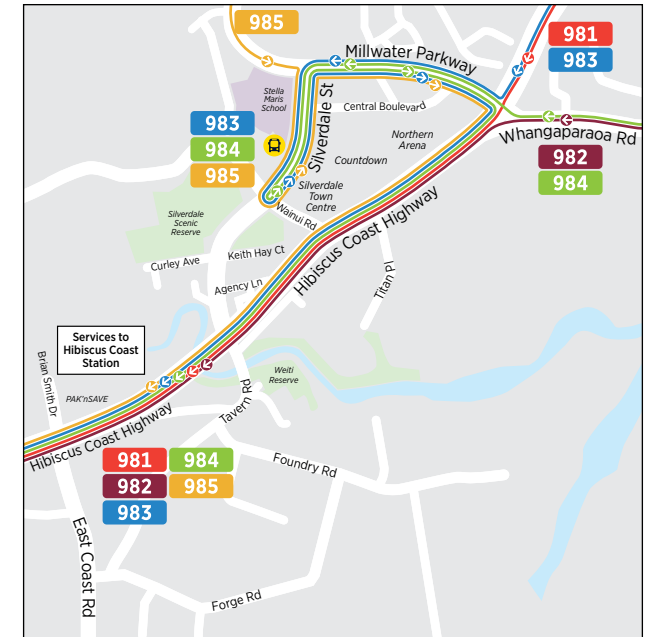 985
981
983
Millwater Parkway
Stella
Maris
School
Central Boulevard
983
984
985
Silverdale St
Northern
Arena
Whangaparaoa Rd
Countdown
982
984
Silverdale
Town
Centre
Wainui Rd
Silverdale
Scenic
Reserve
Hibiscus Coast Highway
Keith Hay Ct
Curley Ave
Titan Pl
Agency Ln
Services to
Hibiscus Coast
Station
Brian Smith Dr
Weiti
Reserve
PAK'nSAVE
Tavern Rd
Hibiscus Coast Highway
981 984
982 985
983
Foundry Rd
East Coast Rd
Forge Rd